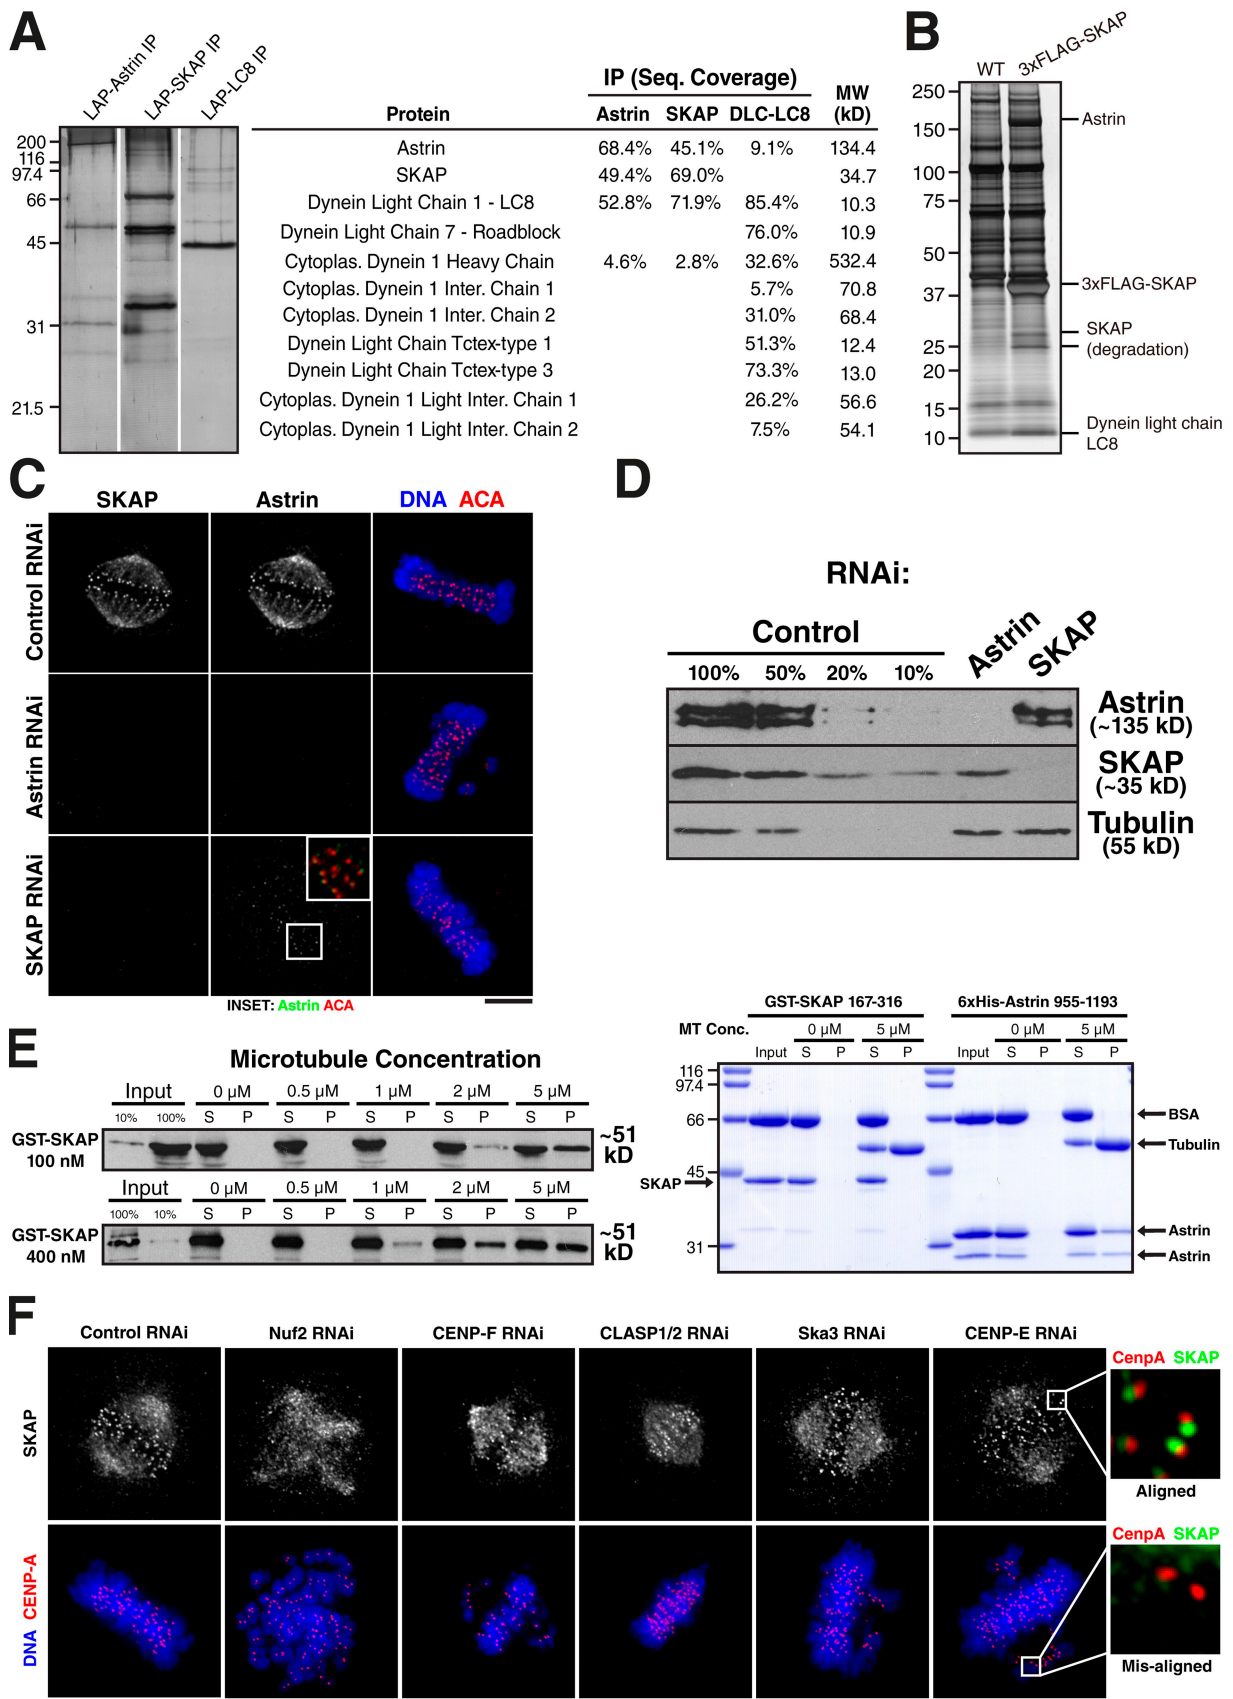 A
LAP-Astrin IP
LAP-SKAP IP
LAP-LC8 IP
200
116
97.4
66
45
31
21.5
IP (Seq. Coverage)
Protein Astrin SKAP DLC-LC8 MW (kD)
Astrin 68.4% 45.1% 9.1% 134.4
SKAP 49.4% 69.0% 34.7
Dynein Light Chain 1 - LC8 52.8% 71.9% 85.4% 10.3
Dynein Light Chain 7 - Roadblock 76.0% 10.9
Cytoplas. Dynein 1 Heavy Chain 4.6% 2.8% 32.6% 532.4
Cytoplas. Dynein 1 Inter. Chain 1 5.7% 70.8
Cytoplas. Dynein 1 Inter. Chain 2 31.0% 68.4
Dynein Light Chain Tctex-type 1 51.3% 12.4
Dynein Light Chain Tctex-type 3 73.3% 13.0
Cytoplas. Dynein 1 Light Inter. Chain 1 26.2% 56.6
Cytoplas. Dynein 1 Light Inter. Chain 2 7.5% 54.1
B
WT 3xFLAG-SKAP
250
150
100
75
50
37
25
20
15
10
Astrin
3xFLAG-SKAP
SKAP
(degradation)
Dynein light chain
LC8
C
SKAP Astrin DNA ACA
Control RNAi
Astrin RNAi
SKAP RNAi
INSET: Astrin ACA
D
RNAi:
Control Astrin SKAP
100% 50% 20% 10%
Astrin
(~135 kD)
SKAP
(~35 kD)
Tubulin
(55 kD)
E
Microtubule Concentration
Input 0 µM 0.5 µM 1 µM 2 µM 5 µM
10% 100% S P S P S P S P S P
GST-SKAP
100 nM
~51
kD
Input 0 µM 0.5 µM 1 µM 2 µM 5 µM
100% 10% S P S P S P S P S P
GST-SKAP
400 nM
~51
kD
GST-SKAP 167-316 6xHis-Astrin 955-1193
MT Conc. 0 µM 5 µM 0 µM 5 µM
Input S P S P Input S P S P
116
97.4
66
45
SKAP
31
BSA
Tubulin
Astrin
Astrin
F
Control RNAi Nuf2 RNAi CENP-F RNAi CLASP1/2 RNAi Ska3 RNAi CENP-E RNAi
SKAP
CenpA SKAP
Aligned
DNA CENP-A
CenpA SKAP
Mis-aligned